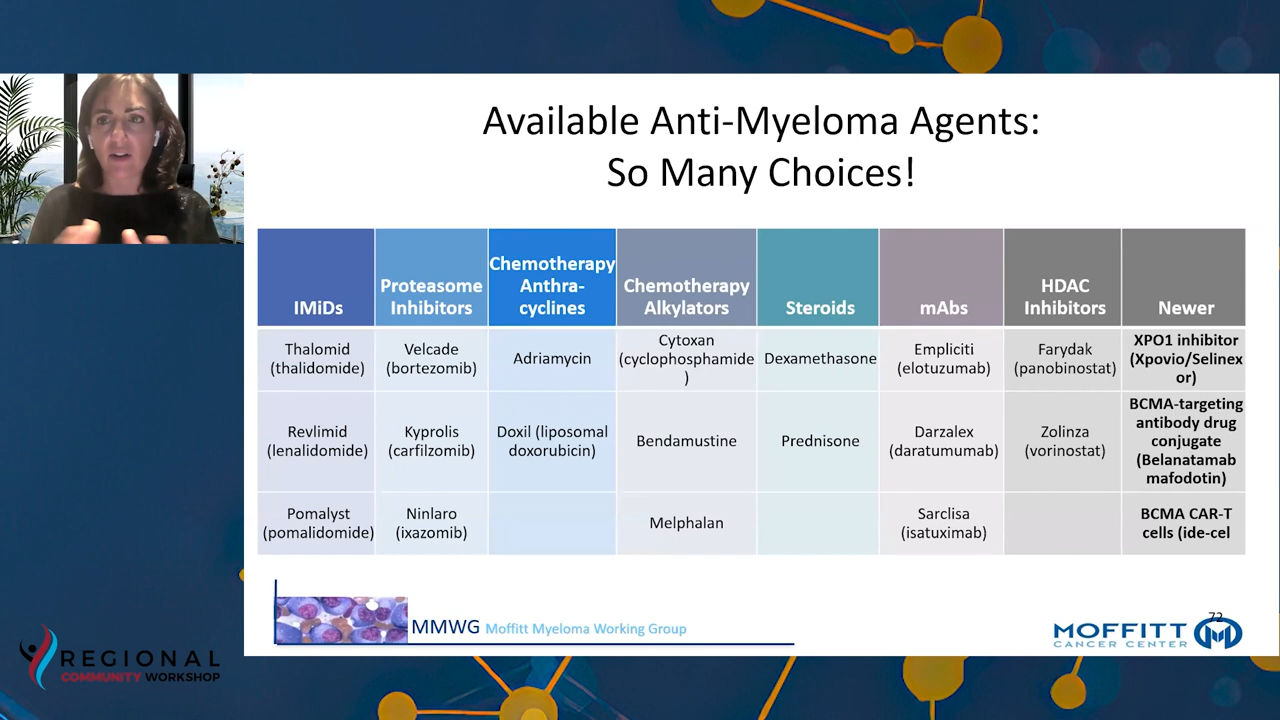 Available Anti-Myeloma Agents:
So Many Choices!
IMiDs
Proteasome
Inhibitors
Chemotherapy
Anthra-
cyclines
Chemotherapy
Alkylators
Steroids
mAbs
HDAC
Inhibitors
Newer
Thalomid
(thalidomide)
Velcade
(bortezomib)
Adriamycin
Cytoxan
(cyclophosphamide
)
Dexamethasone
Empliciti
(elotuzumab)
Farydak
(panobinostat)
XPO1 inhibitor
(Xpovio/Selinex
or)
Revlimid
(lenalidomide)
Kyprolis
(carfilzomib)
Doxil (liposomal
doxorubicin)
Bendamustine
Prednisone
Darzalex
(daratumumab)
Zolinza
(vorinostat)
BCMA-targeting
antibody drug
conjugate
(Belanatamab
mafodotin)
Pomalyst
(pomalidomide)
Ninlaro
(ixazomib)
Melphalan
Sarclisa
(isatuximab)
BCMA CAR-T
cells (ide-cel
MMWG Moffitt Myeloma Working Group
72
MOFFITT
CANCER CENTER
REGIONAL
COMMUNITY WORKSHOP